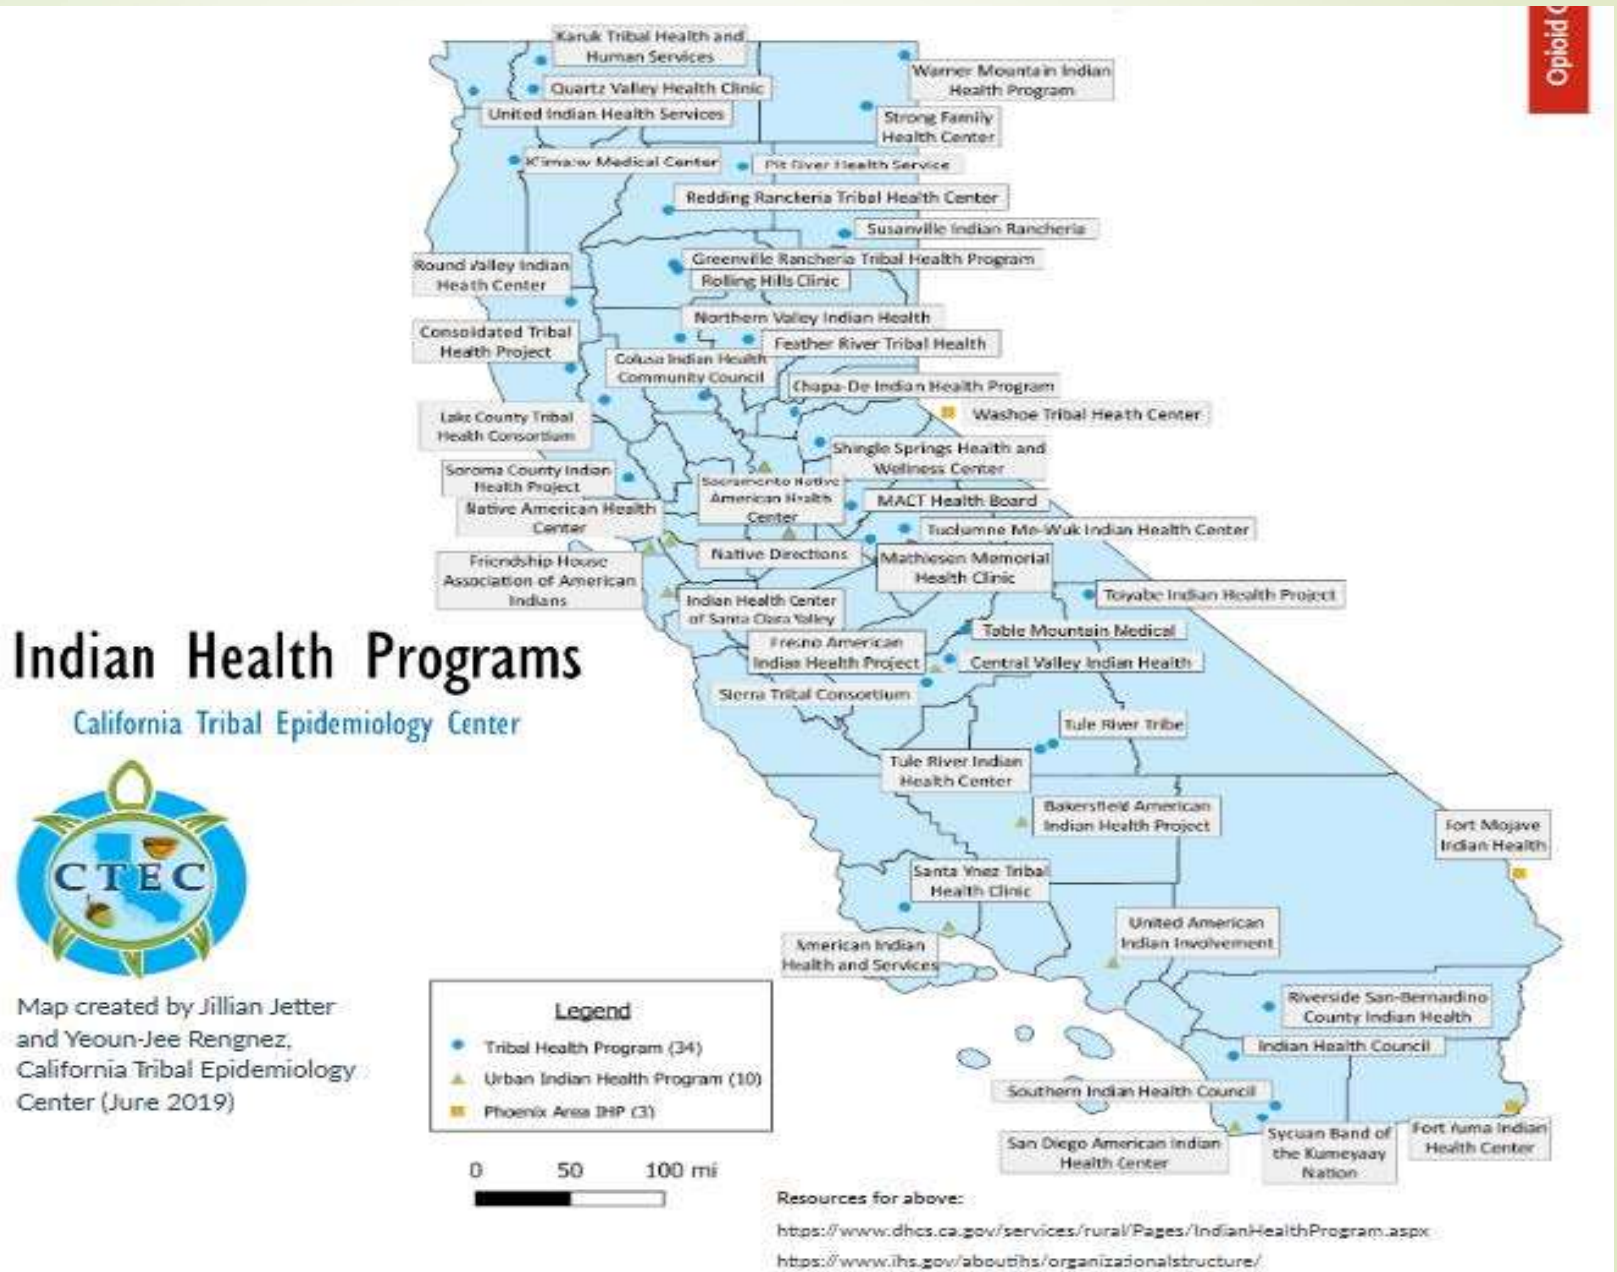 Opioid
Karuk Tribal Health and
Human Services
Quartz Valley Health Clinic
United Indian Health Services
Warner Mountain Indian
Health Program
Strong Family
Health Center
K'ima:w Medical Center
Pit River Health Service
Redding Rancheria Tribal Health Center
Susanville Indian Rancheria
Greenville Rancheria Tribal Health Program
Rolling Hills Clinic
Round Valley Indian
Heath Center
Northern Valley Indian Health
Feather River Tribal Health
Consolidated Tribal
Health Project
Colusa Indian Health
Community Council
Chapa-De Indian Health Program
Washoe Tribal Heath Center
Lake County Tribal
Health Consortium
Shingle Springs Health and
Wellness Center
Sonoma County Indian
Health Project
Sacramento Native
American Health
Center
MACT Health Board
Native American Health
Center
Tuolumne Me-Wuk Indian Health Center
Native Directions
Mathiesen Memorial
Health Clinic
Friendship House
Association of American
Indians
Indian Health Center
of Santa Clara Valley
Toiyabe Indian Health Project
Table Mountain Medical
Fresno American
Indian Health Project
Central Valley Indian Health
Sierra Tribal Consortium
Tule River Tribe
Tule River Indian
Health Center
Bakersfield American
Indian Health Project
Fort Mojave
Indian Health
Santa Ynez Tribal
Health Clinic
United American
Indian Involvement
American Indian
Health and Services
Riverside San-Bernardino
County Indian Health
Indian Health Council
Southern Indian Health Council
San Diego American Indian
Health Center
Sycuan Band of
the Kumeyaay
Nation
Fort Yuma Indian
Health Center
Indian Health Programs
California Tribal Epidemiology Center
CTEC
Map created by Jillian Jetter
and Yeoun-Jee Rengnez,
California Tribal Epidemiology
Center (June 2019)
Legend
Tribal Health Program (34)
Urban Indian Health Program (10)
Phoenix Area IHP (3)
0 50 100 mi
Resources for above:
https://www.dhcs.ca.gov/services/rural/Pages/IndianHealthProgram.aspx
https://www.ihs.gov/aboutihs/organizationalstructure/